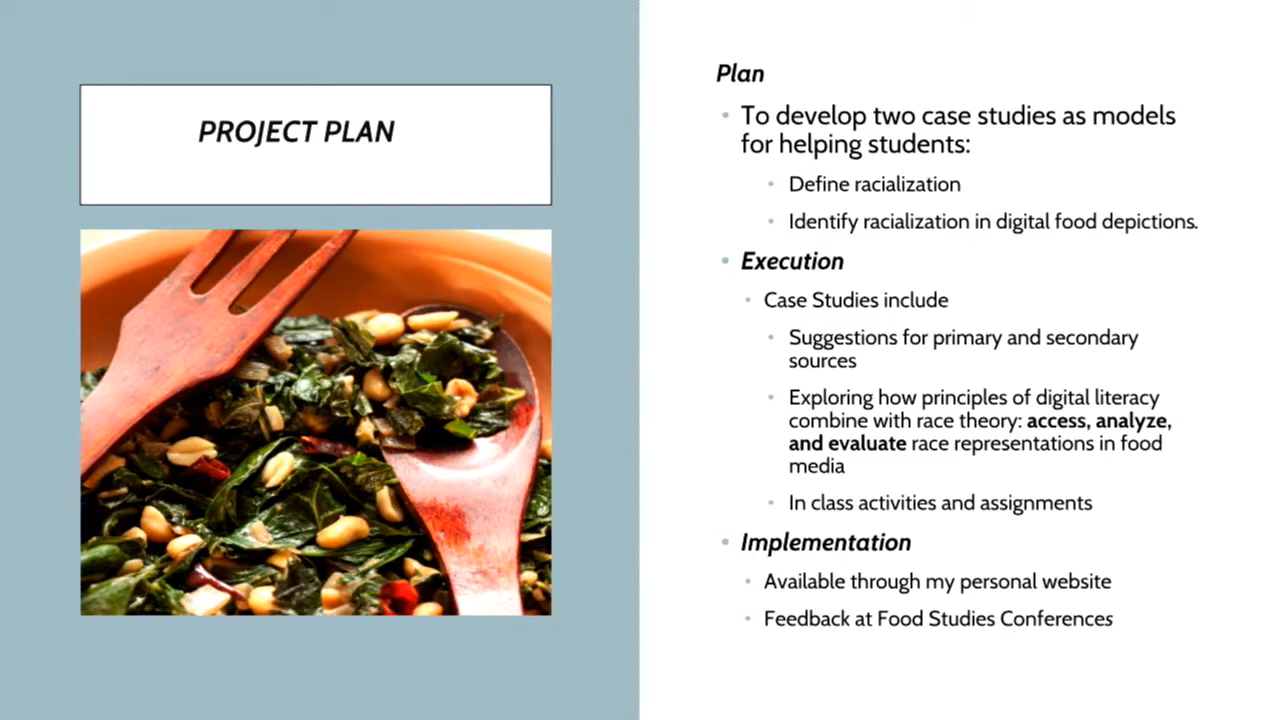 PROJECT PLAN
Plan
• To develop two case studies as models
for helping students:
• Define racialization
• Identify racialization in digital food depictions.
• Execution
• Case Studies include
• Suggestions for primary and secondary
sources
• Exploring how principles of digital literacy
combine with race theory: access, analyze,
and evaluate race representations in food
media
• In class activities and assignments
• Implementation
• Available through my personal website
• Feedback at Food Studies Conferences